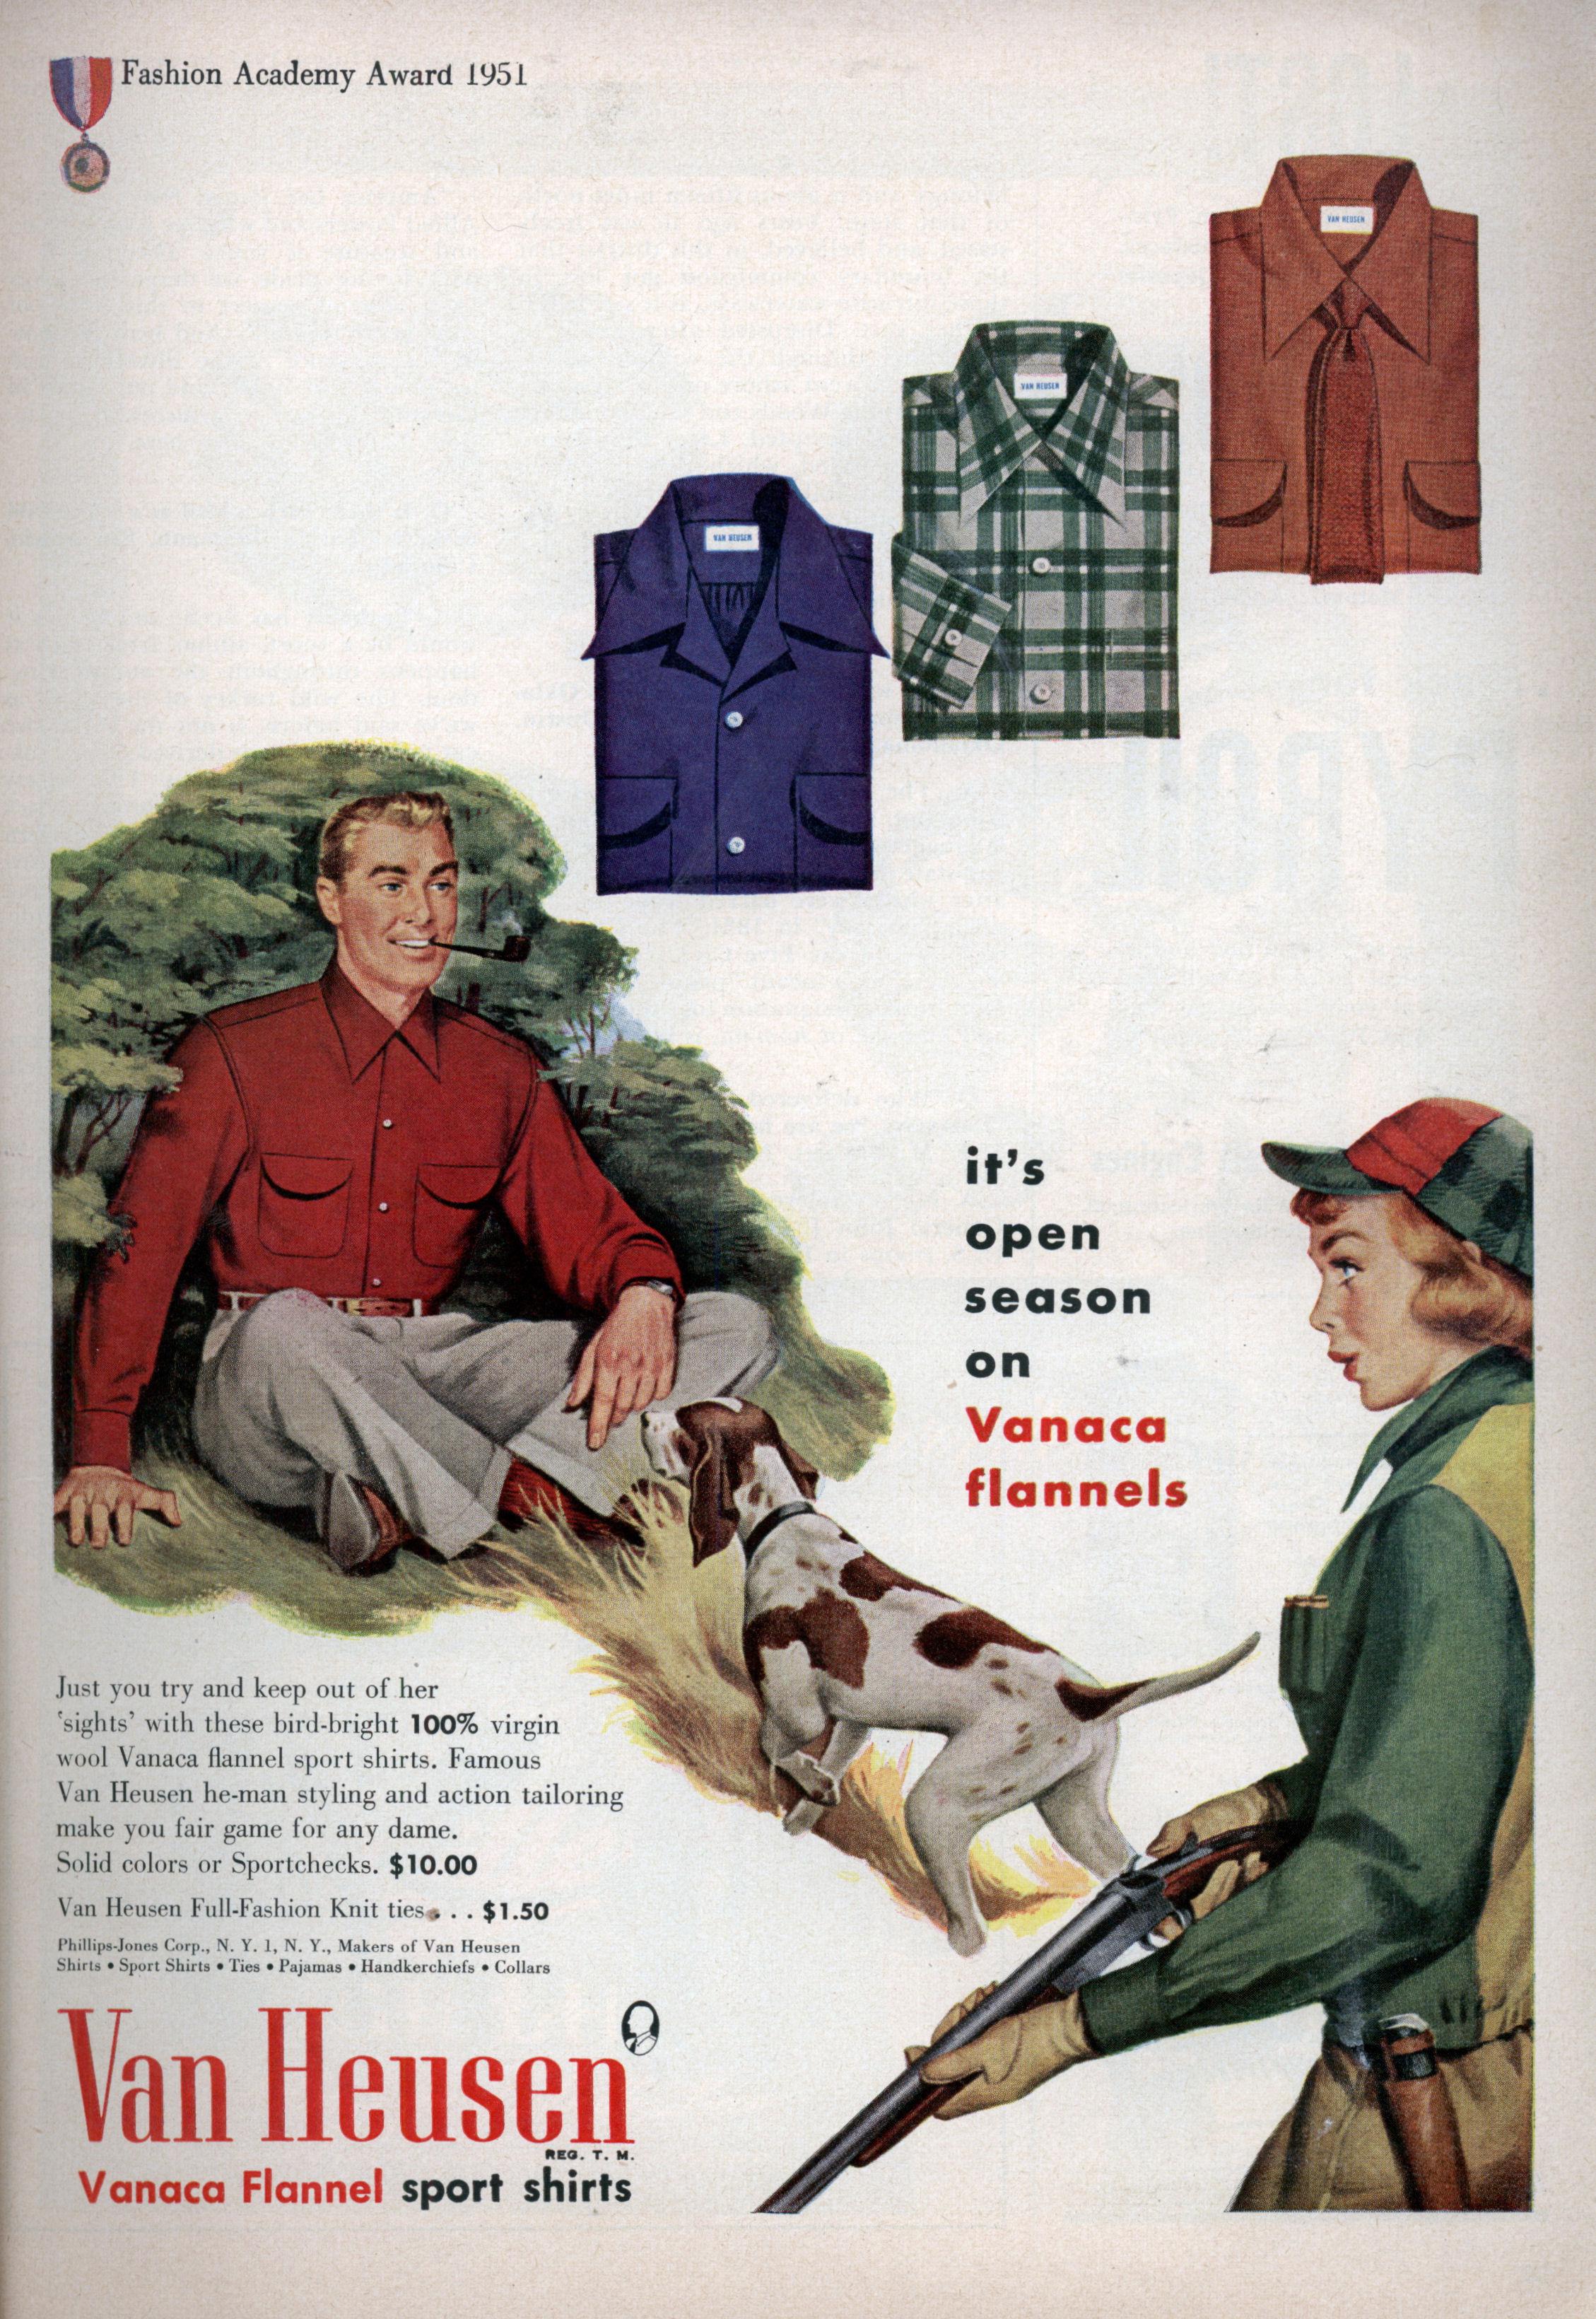 Fashion Academy Award 1951
VAN HEUSEN
VAN HEUSEN
VAN HEUSEN
it's
open
season
on
Vanaca
flannels
Just you try and keep out of her
'sights' with these bird-bright 100% virgin
wool Vanaca flannel sport shirts. Famous
Van Heusen he-man styling and action tailoring
make you fair game for any dame.
Solid colors or Sportchecks. $10.00
Van Heusen Full-Fashion Knit ties . . . $1.50
Phillips-Jones Corp., N. Y. 1, N. Y., Makers of Van Heusen
Shirts • Sport Shirts • Ties • Pajamas • Handkerchiefs • Collars
Van Heusen
REG. T. M.
Vanaca Flannel sport shirts